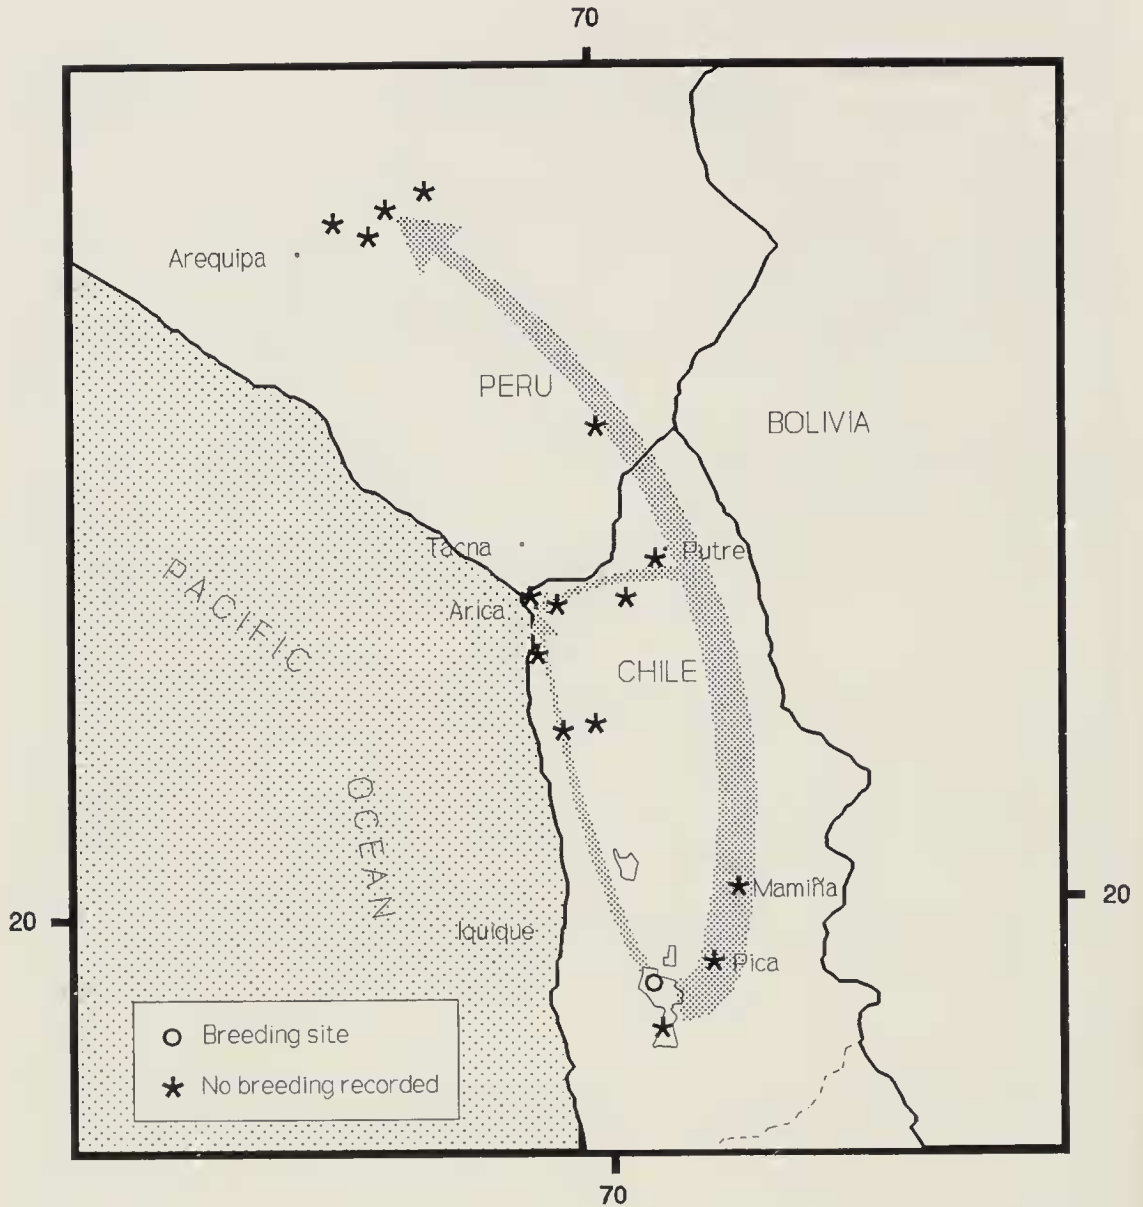 70
Arequipa
PERU
BOLIVIA
Tacna
Putre
Arica
PACIFIC
CHILE
OCEAN
Mamiña
20
20
Iquique
Pica
Breeding site
No breeding recorded
70